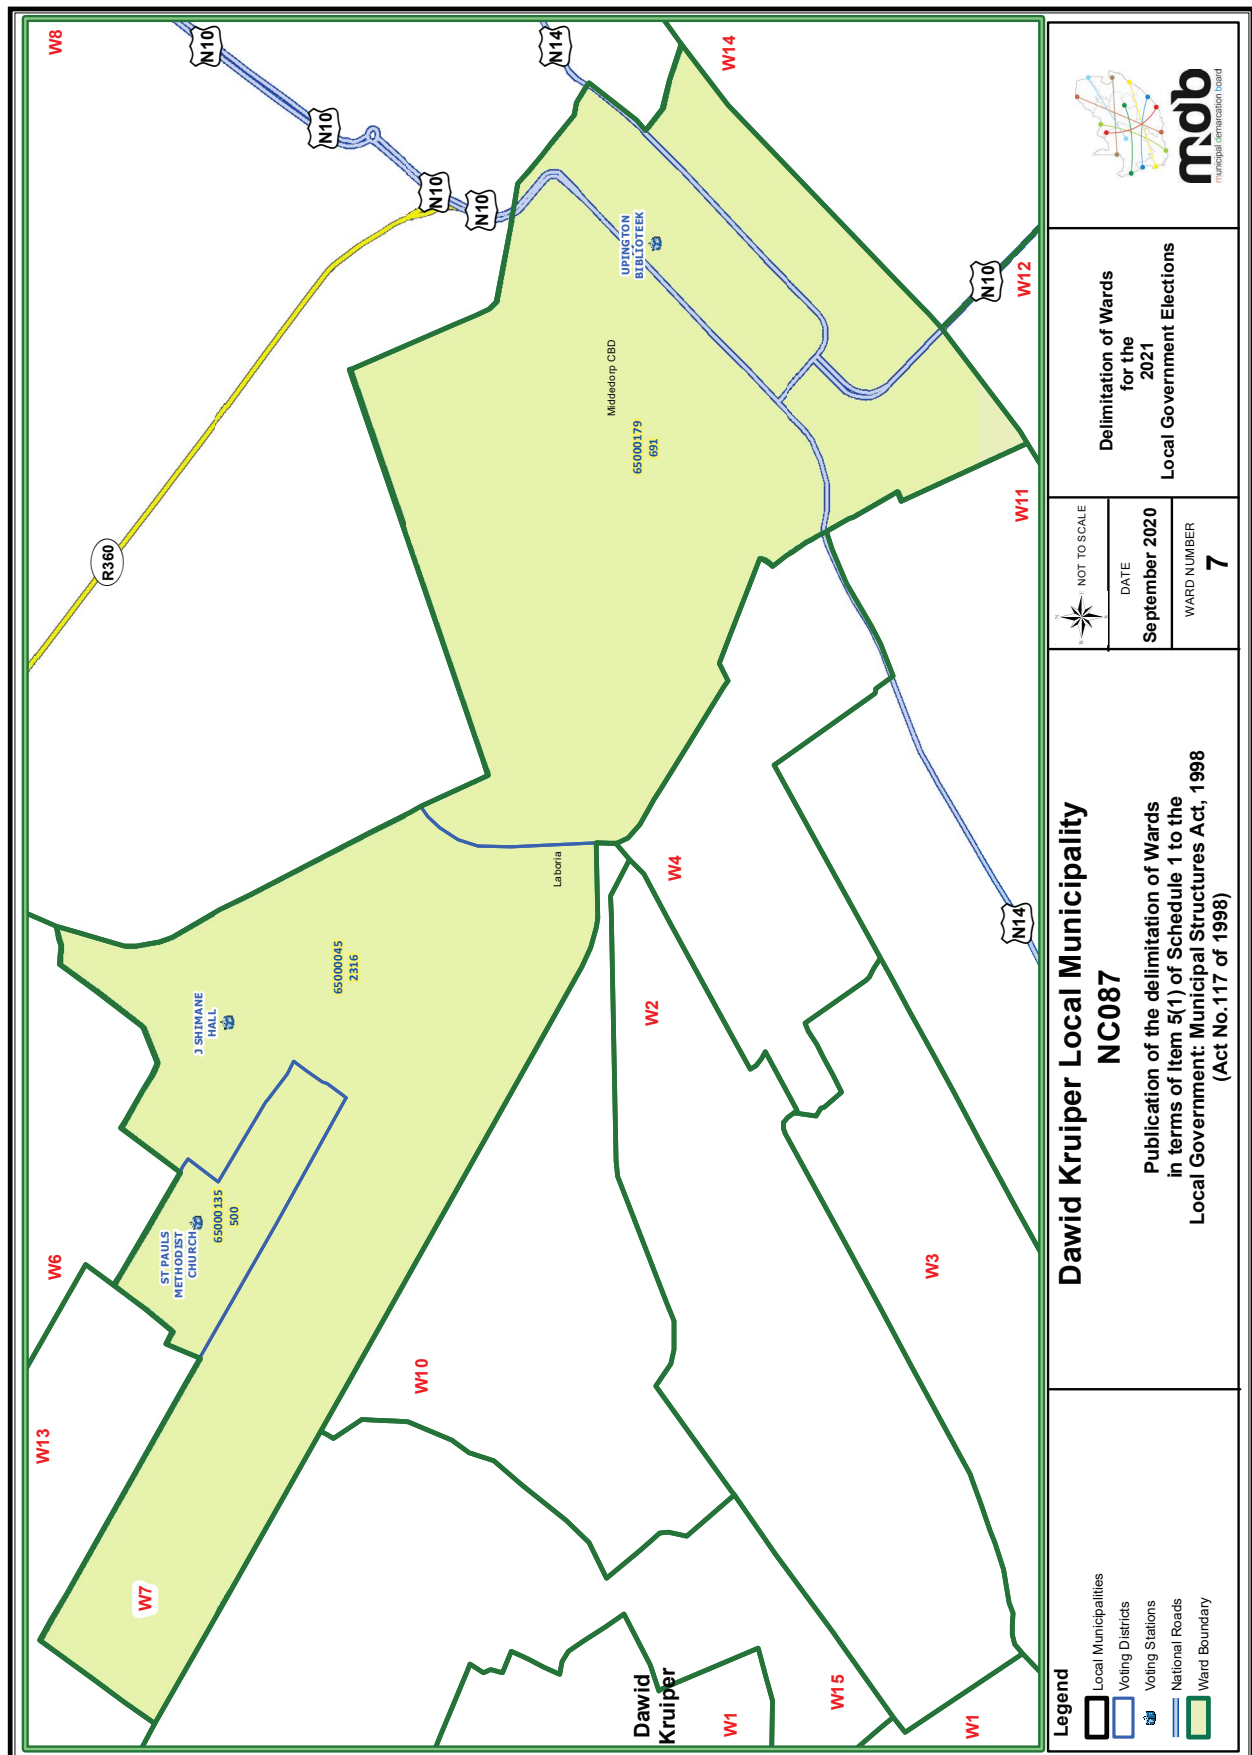 W8
N10
N10
N10
N10
N14
W14
R360
UPINGTON
BIBLIOTEEK
Middedorp CBD
65000179
691
N10
W12
W11
Laboria
W4
N14
65000045
2316
J SHIMANE
HALL
W2
65000135
500
ST PAULS
METHODIST
CHURCH
W6
W3
W10
W13
W7
Dawid
Kruiper
W1
W15
W1
Legend
Local Municipalities
Voting Districts
Voting Stations
National Roads
Ward Boundary
Dawid Kruiper Local Municipality
NC087
Publication of the delimitation of Wards
in terms of Item 5(1) of Schedule 1 to the
Local Government: Municipal Structures Act, 1998
(Act No.117 of 1998)
N
W
E
S
NOT TO SCALE
DATE
September 2020
WARD NUMBER
7
Delimitation of Wards
for the
2021
Local Government Elections
mdb
municipal demarcation board